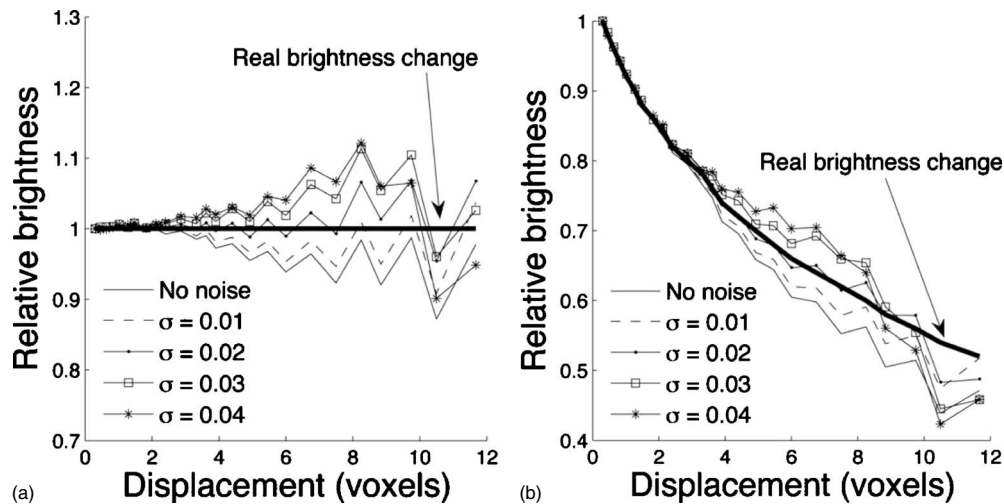 1.3
1.2
1.1
1.0
0.9
0.8
0.7
Relative brightness
Real brightness change
No noise
σ = 0.01
σ = 0.02
σ = 0.03
σ = 0.04
0 2 4 6 8 10 12
Displacement (voxels)
(a)
1
0.9
0.8
0.7
0.6
0.5
0.4
Relative brightness
Real brightness change
No noise
σ = 0.01
σ = 0.02
σ = 0.03
σ = 0.04
0 2 4 6 8 10 12
Displacement (voxels)
(b)